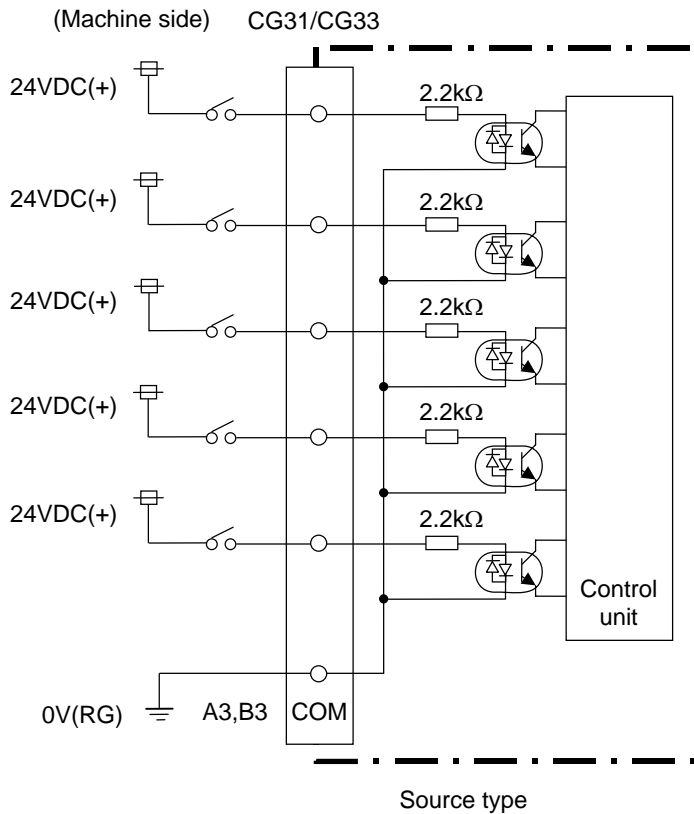 (Machine side) CG31/CG33
24VDC(+)
2.2kΩ
24VDC(+)
2.2kΩ
24VDC(+)
2.2kΩ
24VDC(+)
2.2kΩ
24VDC(+)
2.2kΩ
Control
unit
0V(RG) A3,B3 COM
Source type